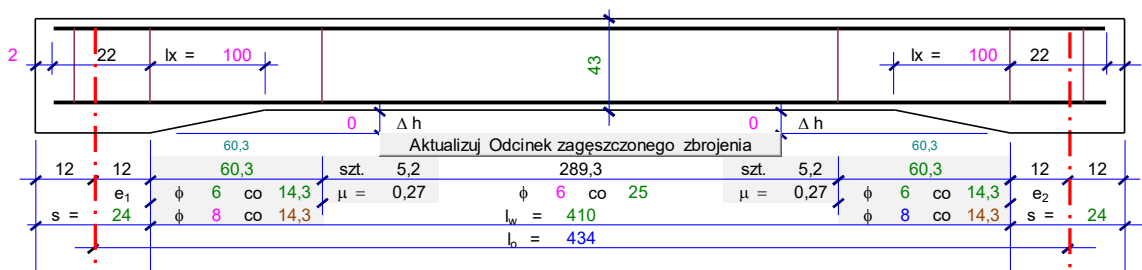 2 22 lx = 100 43 lx = 100 22
0 Δ h 0 Δ h
60,3 Aktualizuj Odcinek zagęszczonego zbrojenia 60,3
12 12 60,3 szt. 5,2 289,3 szt. 5,2 60,3 12 12
e₁ ϕ 6 co 14,3 μ = 0,27 ϕ 6 co 25 μ = 0,27 ϕ 6 co 14,3 e₂
s = 24 ϕ 8 co 14,3 l_w = 410 ϕ 8 co 14,3 s = 24
l_o = 434